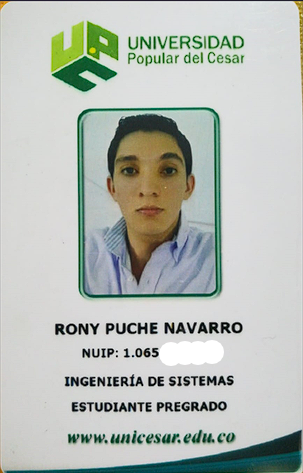 UPC
UNIVERSIDAD
Popular del Cesar
RONY PUCHE NAVARRO
NUIP: 1.065
INGENIERÍA DE SISTEMAS
ESTUDIANTE PREGRADO
www.unicesar.edu.co